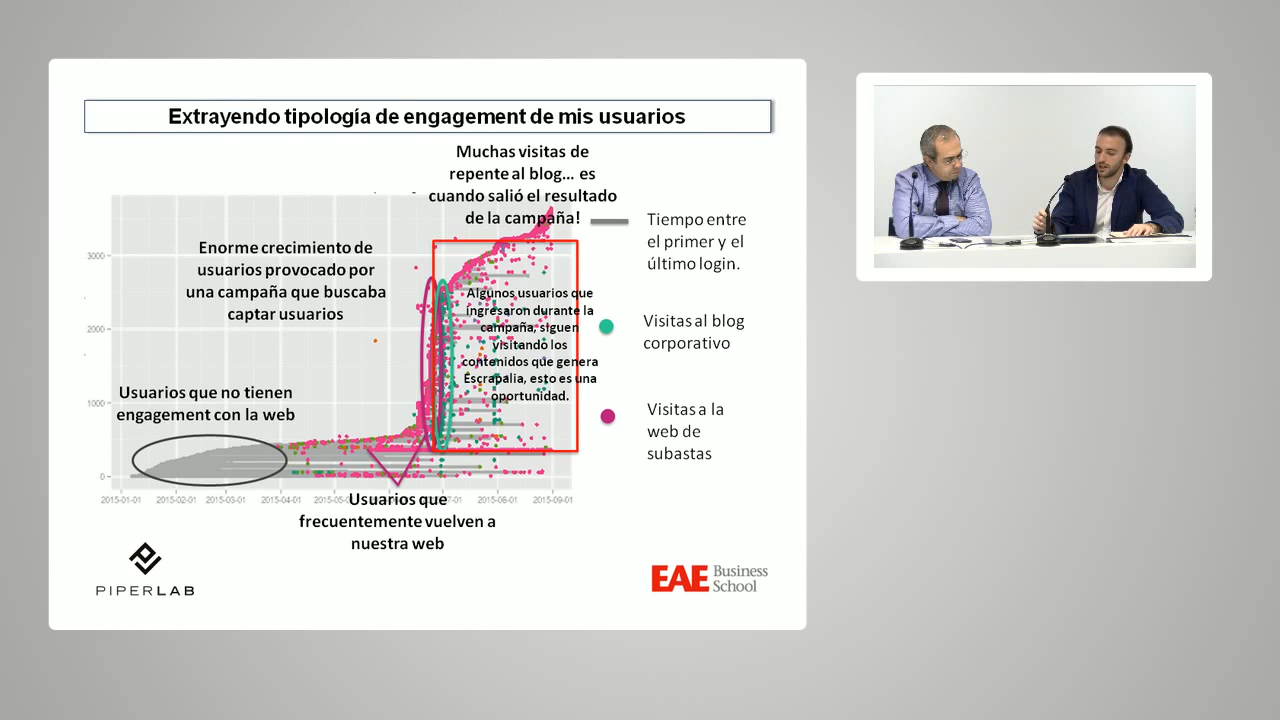 Extrayendo tipología de engagement de mis usuarios
Muchas visitas de
repente al blog... es
cuando salió el resultado
de la campaña!
Enorme crecimiento de
usuarios provocado por
una campaña que buscaba
captar usuarios
Tiempo entre
el primer y el
último login.
Algunos usuarios que
ingresaron durante la
campaña, siguen
visitando los
contenidos que genera
Escrapalia, esto es una
oportunidad.
Visitas al blog
corporativo
Usuarios que no tienen
engagement con la web
Visitas a la
web de
subastas
3000
2000
1000
0
2015-01-01 2015-02-01 2015-03-01 2015-04-01 2015-05-0 7-01 2015-08-01 2015-09-01
Usuarios que
frecuentemente vuelven a
nuestra web
PIPERLAB
EAE Business
School